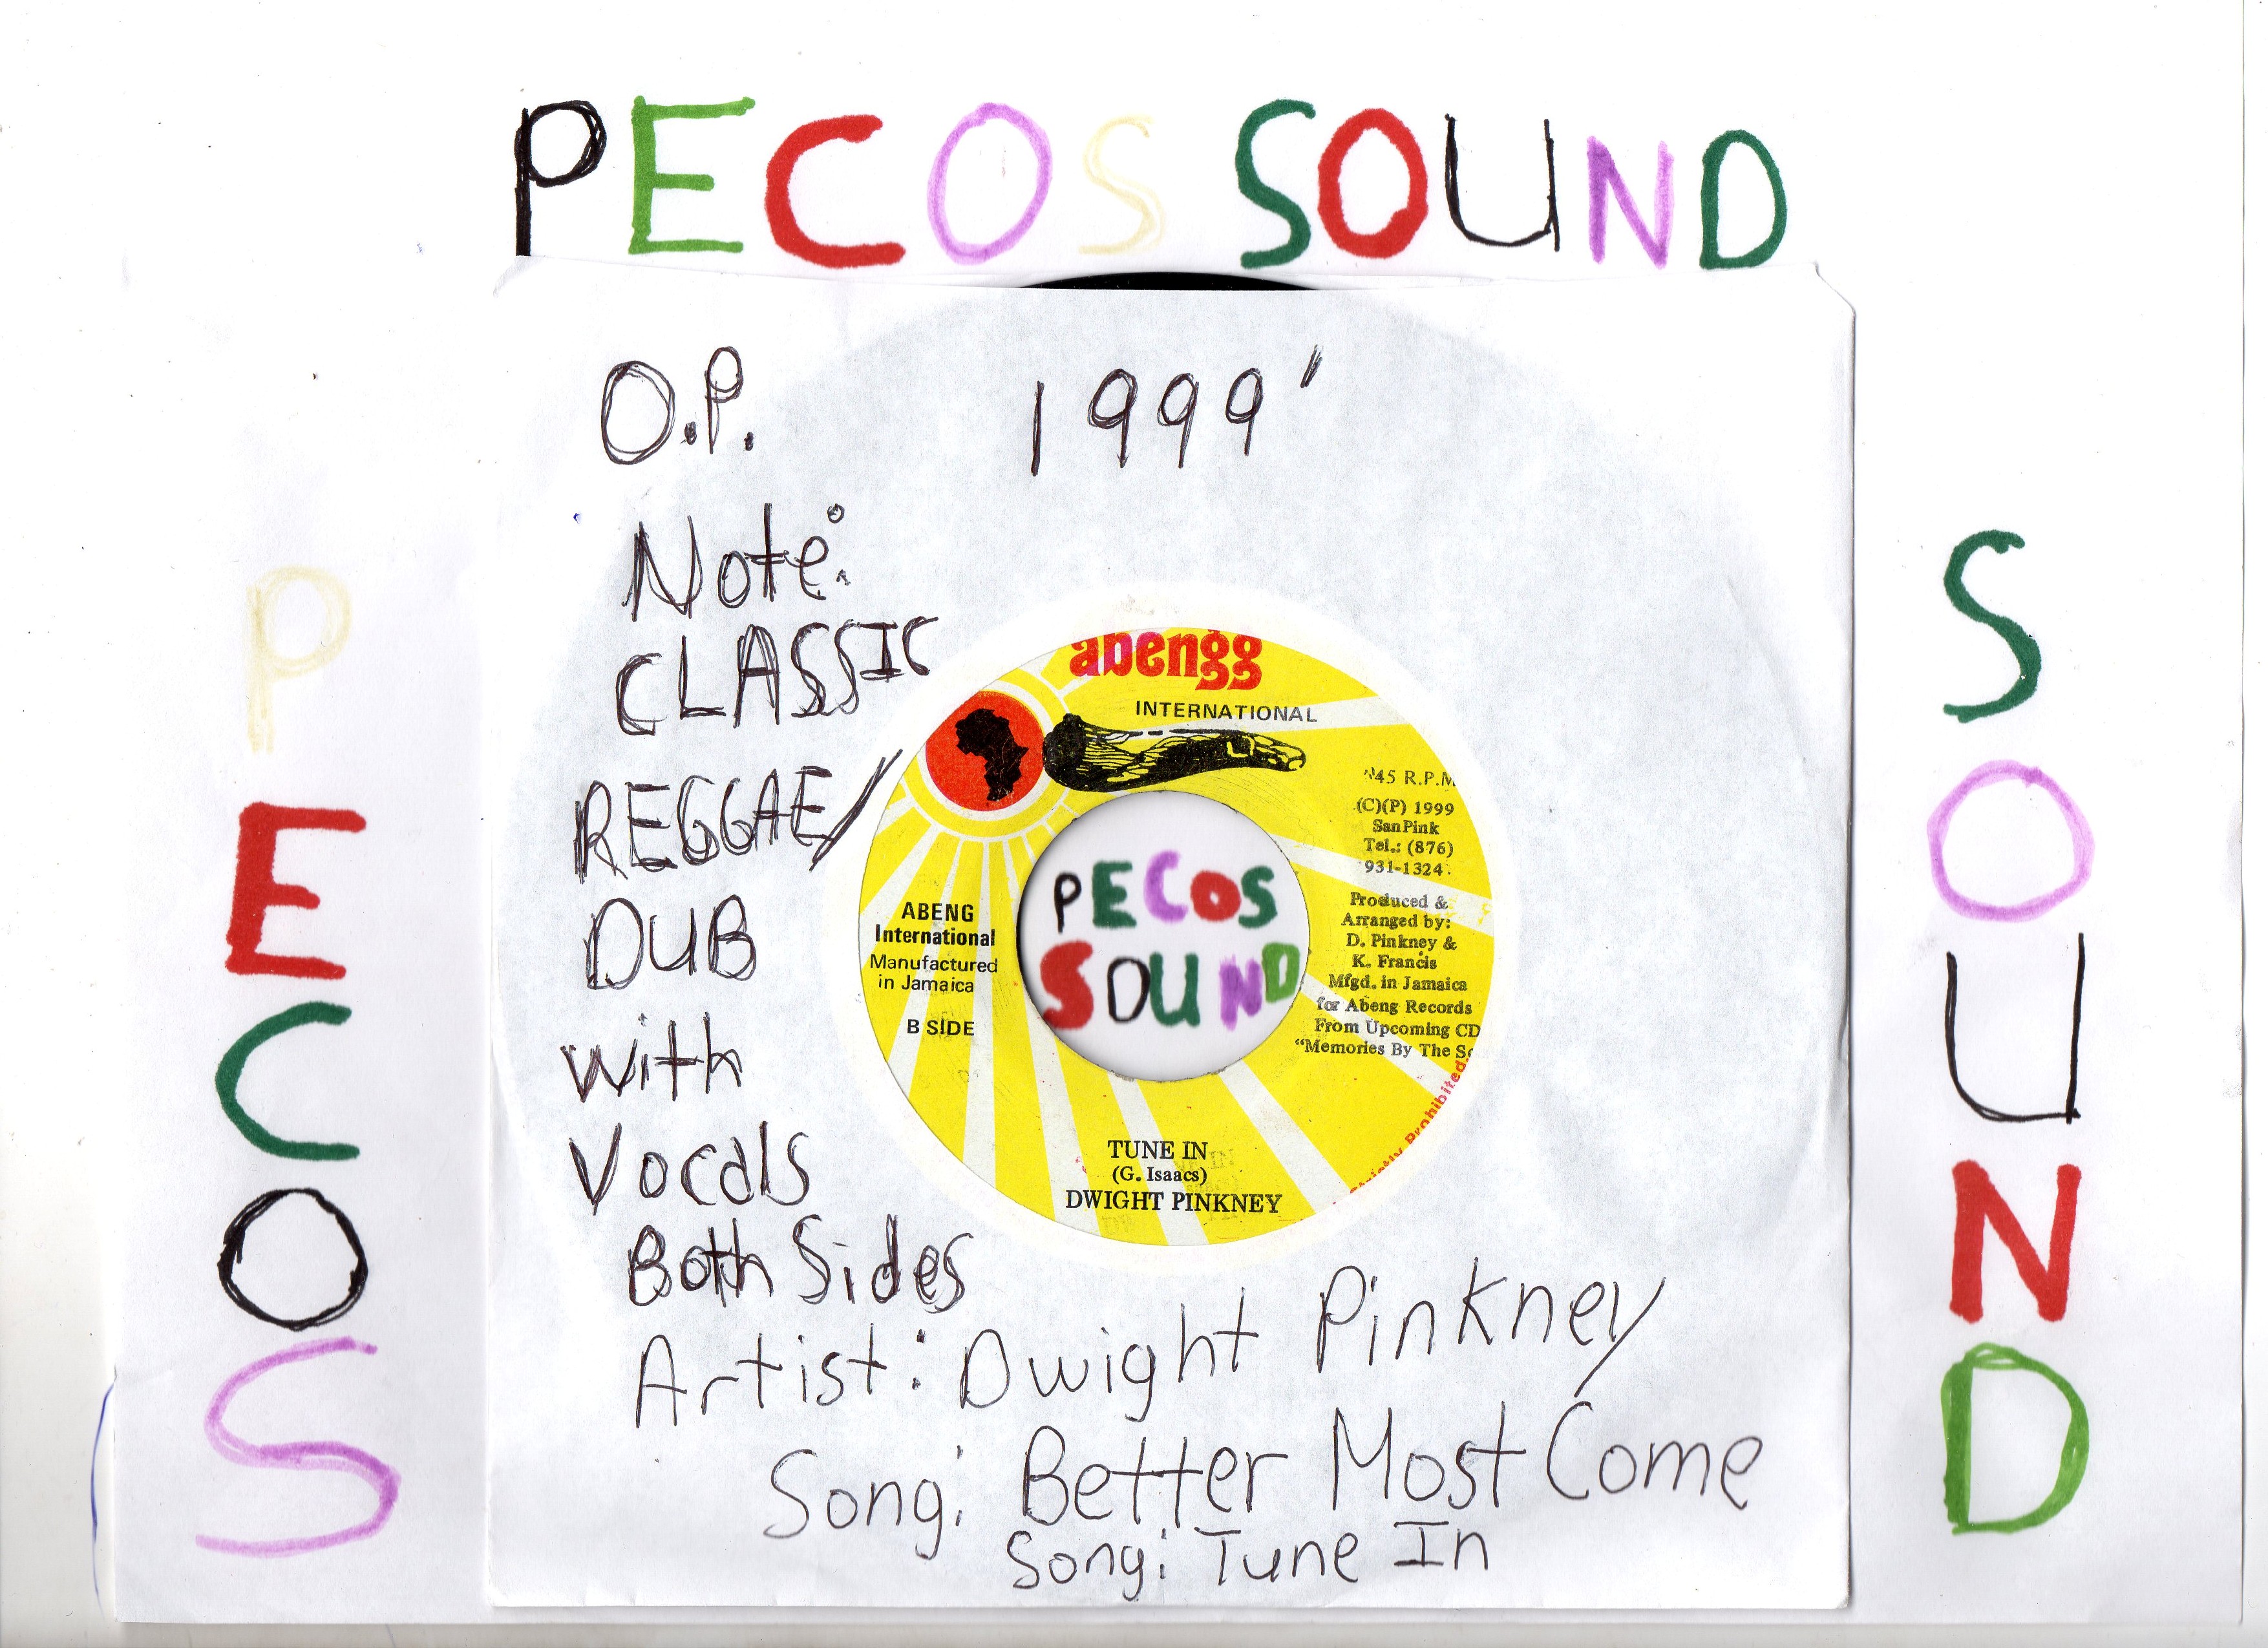 PECOS SOUND
O.P. 1999'
Note:
CLASSIC
REGGAE/
DUB
with
Vocals
Both Sides
Artist: Dwight Pinkney
Song: Better Most Come
Song: Tune In
PECOS
SOUND
abengg
INTERNATIONAL
45 R.P.M
(C)(P) 1999
SanPink
Tel.: (876)
931-1324
Produced &
Arranged by:
D. Pinkney &
K. Francis
Mfgd. in Jamaica
for Abeng Records
From Upcoming CD
"Memories By The
ABENG
International
Manufactured
in Jamaica
B SIDE
PECOS
SOUND
TUNE IN
(G. Isaacs)
DWIGHT PINKNEY
Strictly Prohibited.